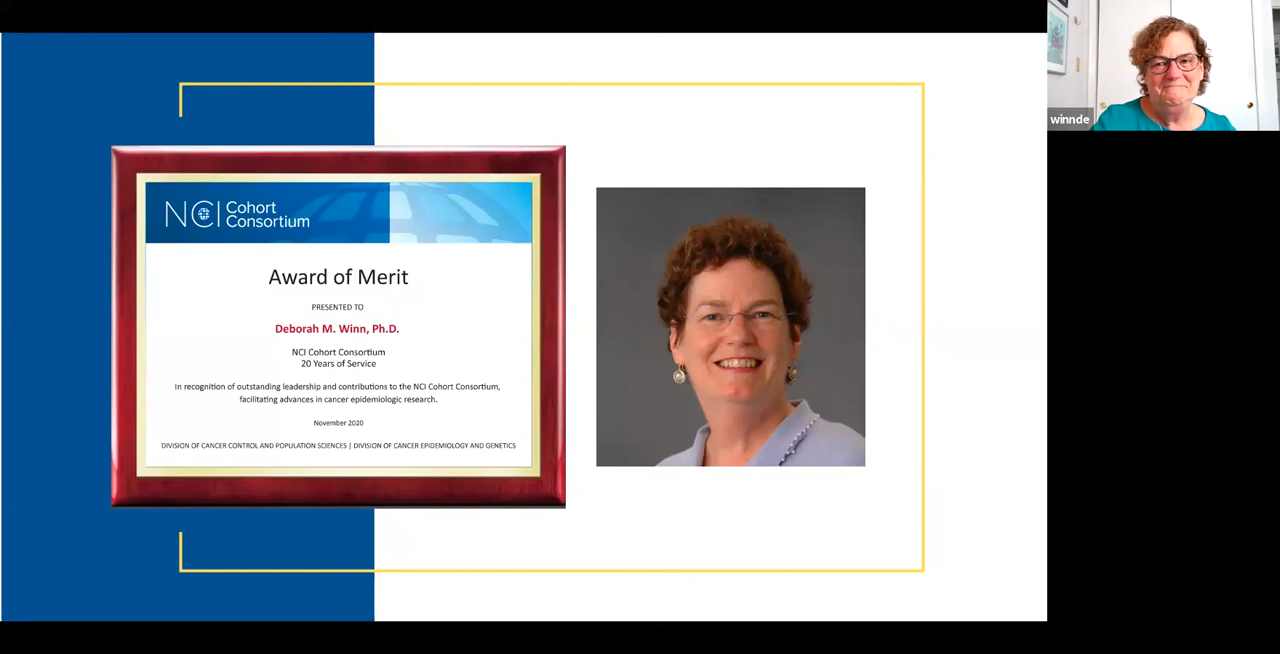 NCI Cohort
Consortium
Award of Merit
PRESENTED TO
Deborah M. Winn, Ph.D.
NCI Cohort Consortium
20 Years of Service
In recognition of outstanding leadership and contributions to the NCI Cohort Consortium,
facilitating advances in cancer epidemiologic research.
November 2020
DIVISION OF CANCER CONTROL AND POPULATION SCIENCES | DIVISION OF CANCER EPIDEMIOLOGY AND GENETICS
winnde